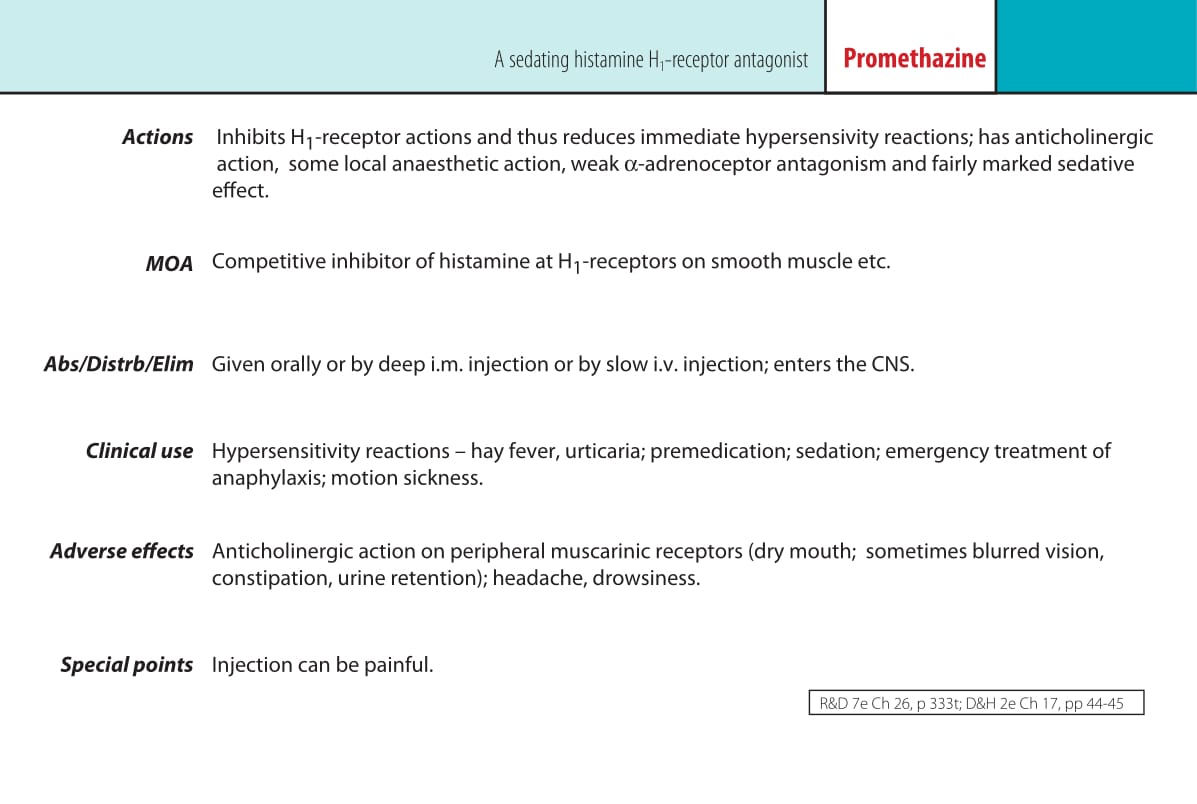 A sedating histamine H1-receptor antagonist
Promethazine
Actions Inhibits H1-receptor actions and thus reduces immediate hypersensivity reactions; has anticholinergic
action, some local anaesthetic action, weak α-adrenoceptor antagonism and fairly marked sedative
effect.
MOA Competitive inhibitor of histamine at H1-receptors on smooth muscle etc.
Abs/Distrb/Elim Given orally or by deep i.m. injection or by slow i.v. injection; enters the CNS.
Clinical use Hypersensitivity reactions – hay fever, urticaria; premedication; sedation; emergency treatment of
anaphylaxis; motion sickness.
Adverse effects Anticholinergic action on peripheral muscarinic receptors (dry mouth; sometimes blurred vision,
constipation, urine retention); headache, drowsiness.
Special points Injection can be painful.
R&D 7e Ch 26, p 333t; D&H 2e Ch 17, pp 44-45